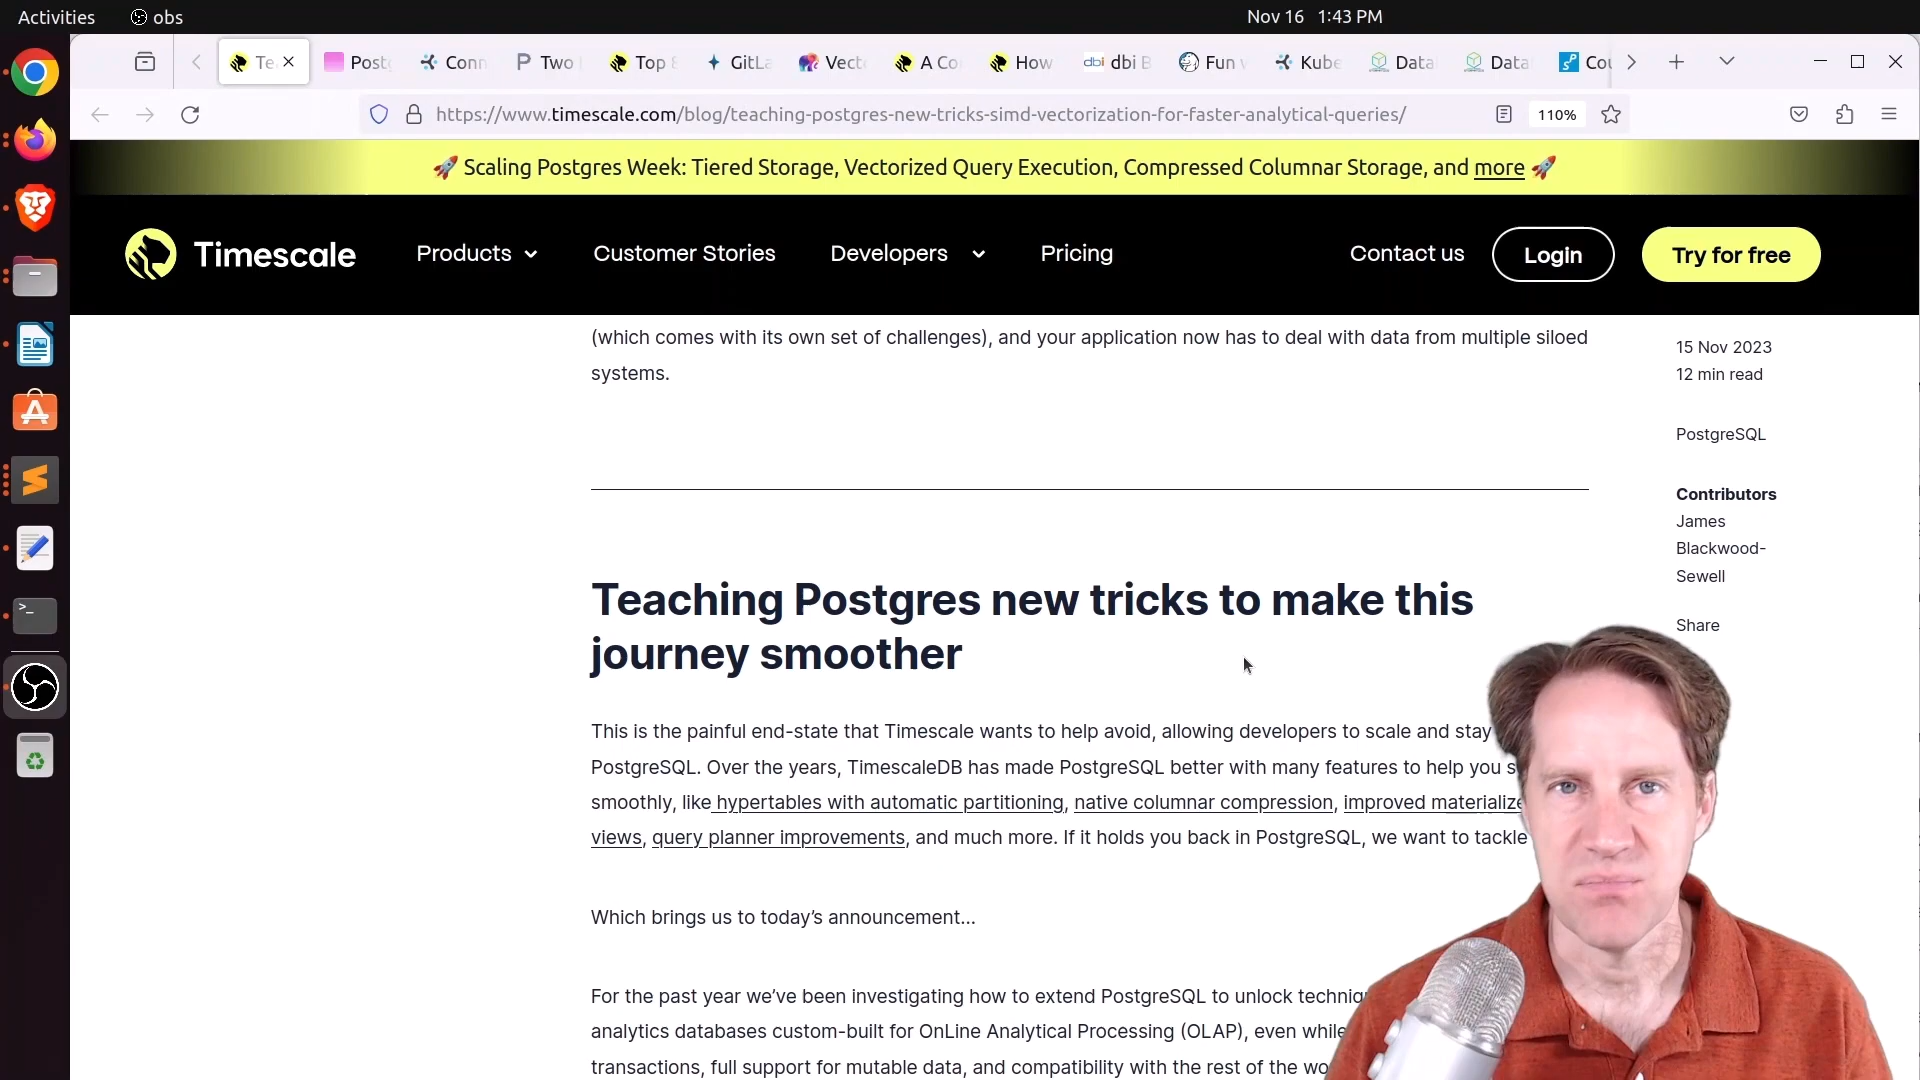 Activities
obs
Nov 16 1:43 PM
Te
Post
Conn
Two
Top
GitLa
Vect
A Co
How
dbi dbi B
Fun
Kube
Data
Data
Cou
https://www.timescale.com/blog/teaching-postgres-new-tricks-simd-vectorization-for-faster-analytical-queries/
110%
🚀 Scaling Postgres Week: Tiered Storage, Vectorized Query Execution, Compressed Columnar Storage, and more 🚀
Timescale
Products
Customer Stories
Developers
Pricing
Contact us
Login
Try for free
(which comes with its own set of challenges), and your application now has to deal with data from multiple siloed
systems.
15 Nov 2023
12 min read
PostgreSQL
Contributors
James
Blackwood-
Sewell
Share
Teaching Postgres new tricks to make this
journey smoother
This is the painful end-state that Timescale wants to help avoid, allowing developers to scale and stay
PostgreSQL. Over the years, TimescaleDB has made PostgreSQL better with many features to help you
smoothly, like hypertables with automatic partitioning, native columnar compression, improved materialize
views, query planner improvements, and much more. If it holds you back in PostgreSQL, we want to tackle
Which brings us to today's announcement...
For the past year we've been investigating how to extend PostgreSQL to unlock
analytics databases custom-built for OnLine Analytical Processing (OLAP), even while
transactions, full support for mutable data, and compatibility with the rest of the